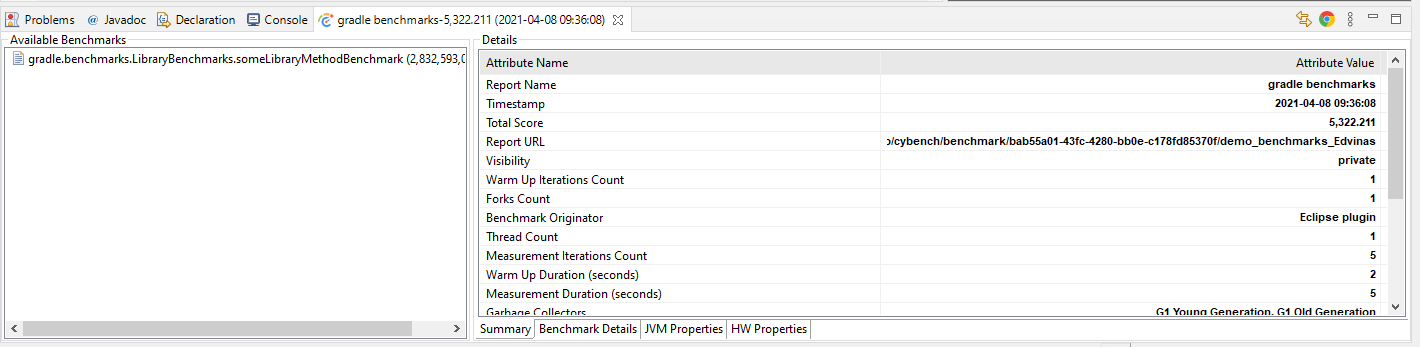 Problems @ Javadoc Declaration Console gradle benchmarks-5,322.211 (2021-04-08 09:36:08)
Available Benchmarks
gradle.benchmarks.LibraryBenchmarks.someLibraryMethodBenchmark (2,832,593,0
Details
Attribute Name Attribute Value
Report Name gradle benchmarks
Timestamp 2021-04-08 09:36:08
Total Score 5,322.211
Report URL o/cybench/benchmark/bab55a01-43fc-4280-bb0e-c178fd85370f/demo_benchmarks_Edvinas
Visibility private
Warm Up Iterations Count 1
Forks Count 1
Benchmark Originator Eclipse plugin
Thread Count 1
Measurement Iterations Count 5
Warm Up Duration (seconds) 2
Measurement Duration (seconds) 5
Garbage Collectors G1 Young Generation, G1 Old Generation
Summary Benchmark Details JVM Properties HW Properties